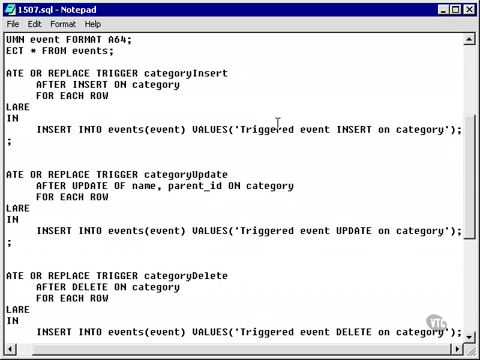 1507.sql - Notepad
File Edit Format Help
UMN event FORMAT A64;
ECT * FROM events;
ATE OR REPLACE TRIGGER categoryInsert
AFTER INSERT ON category
FOR EACH ROW
LARE
IN
INSERT INTO events(event) VALUES('Triggered event INSERT on category');
;
ATE OR REPLACE TRIGGER categoryUpdate
AFTER UPDATE OF name, parent_id ON category
FOR EACH ROW
LARE
IN
INSERT INTO events(event) VALUES('Triggered event UPDATE on category');
;
ATE OR REPLACE TRIGGER categoryDelete
AFTER DELETE ON category
FOR EACH ROW
LARE
IN
INSERT INTO events(event) VALUES('Triggered event DELETE on category');
VTC